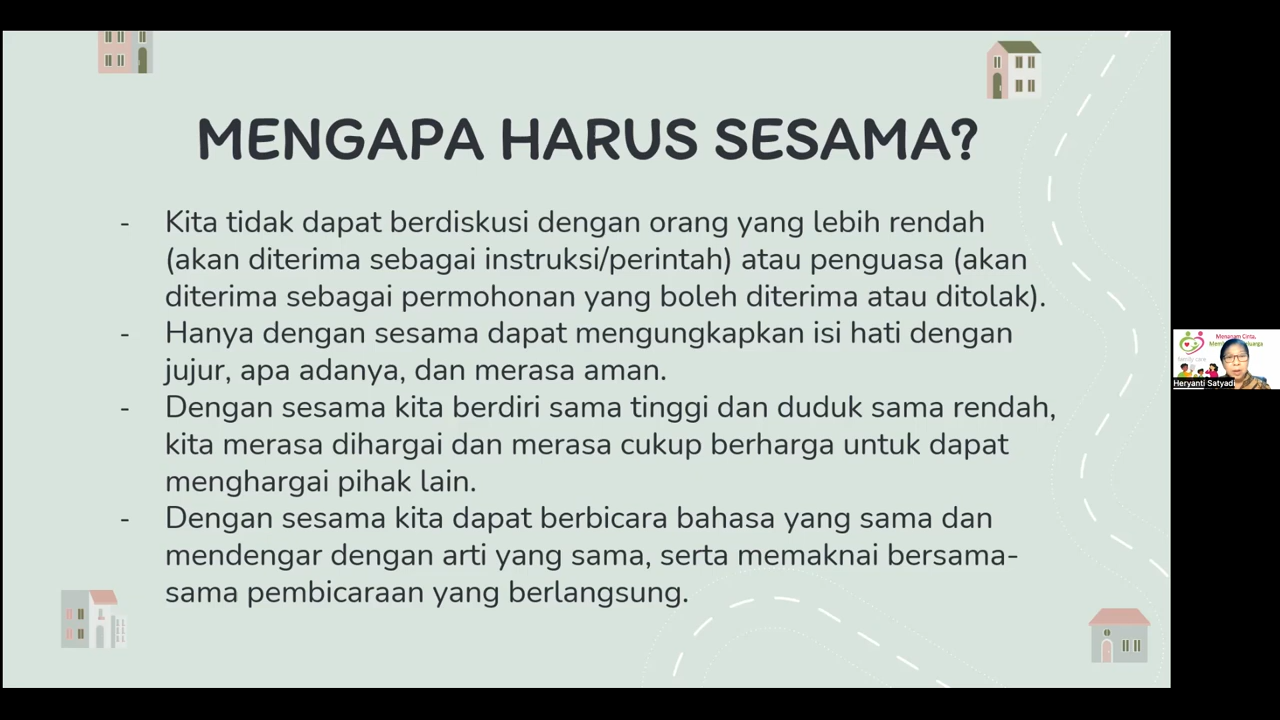 MENGAPA HARUS SESAMA?
- Kita tidak dapat berdiskusi dengan orang yang lebih rendah
(akan diterima sebagai instruksi/perintah) atau penguasa (akan
diterima sebagai permohonan yang boleh diterima atau ditolak).
- Hanya dengan sesama dapat mengungkapkan isi hati dengan
jujur, apa adanya, dan merasa aman.
- Dengan sesama kita berdiri sama tinggi dan duduk sama rendah,
kita merasa dihargai dan merasa cukup berharga untuk dapat
menghargai pihak lain.
- Dengan sesama kita dapat berbicara bahasa yang sama dan
mendengar dengan arti yang sama, serta memaknai bersama-
sama pembicaraan yang berlangsung.
Menanam Cinta,
family care
Heryanti Satyadi